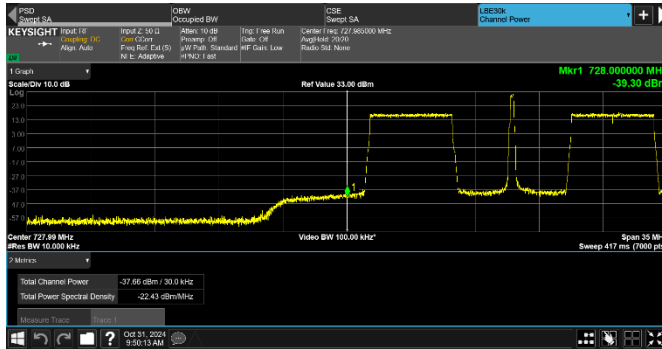 PSD
Swept SA
OBW
Occupied BW
CSE
Swept SA
LBE30k
Channel Power
KEYSIGHT Input: RF
Coupling: DC
Align: Auto
Input Z: 50 Ω
Corr CCorr
Freq Ref: Ext (S)
NFE: Adaptive
Atten: 10 dB
Preamp: Off
µW Path: Standard
#PNO: Fast
Trig: Free Run
Gate: Off
#IF Gain: Low
Center Freq: 727.985000 MHz
Avg|Hold: 20/20
Radio Std: None
1 Graph
Scale/Div 10.0 dB
Ref Value 33.00 dBm
Mkr1 728.000000 MH
-39.30 dBr
Log
23.0
13.0
3.00
-7.00
-17.0
-27.0
-37.0
-47.0
-57.0
1
Center 727.99 MHz
#Res BW 10.000 kHz
Video BW 100.00 kHz*
Span 35 MH
Sweep 417 ms (7000 pts
2 Metrics
Total Channel Power -37.66 dBm / 30.0 kHz
Total Power Spectral Density -22.43 dBm/MHz
Measure Trace Trace 1
Oct 31, 2024
9:50:13 AM